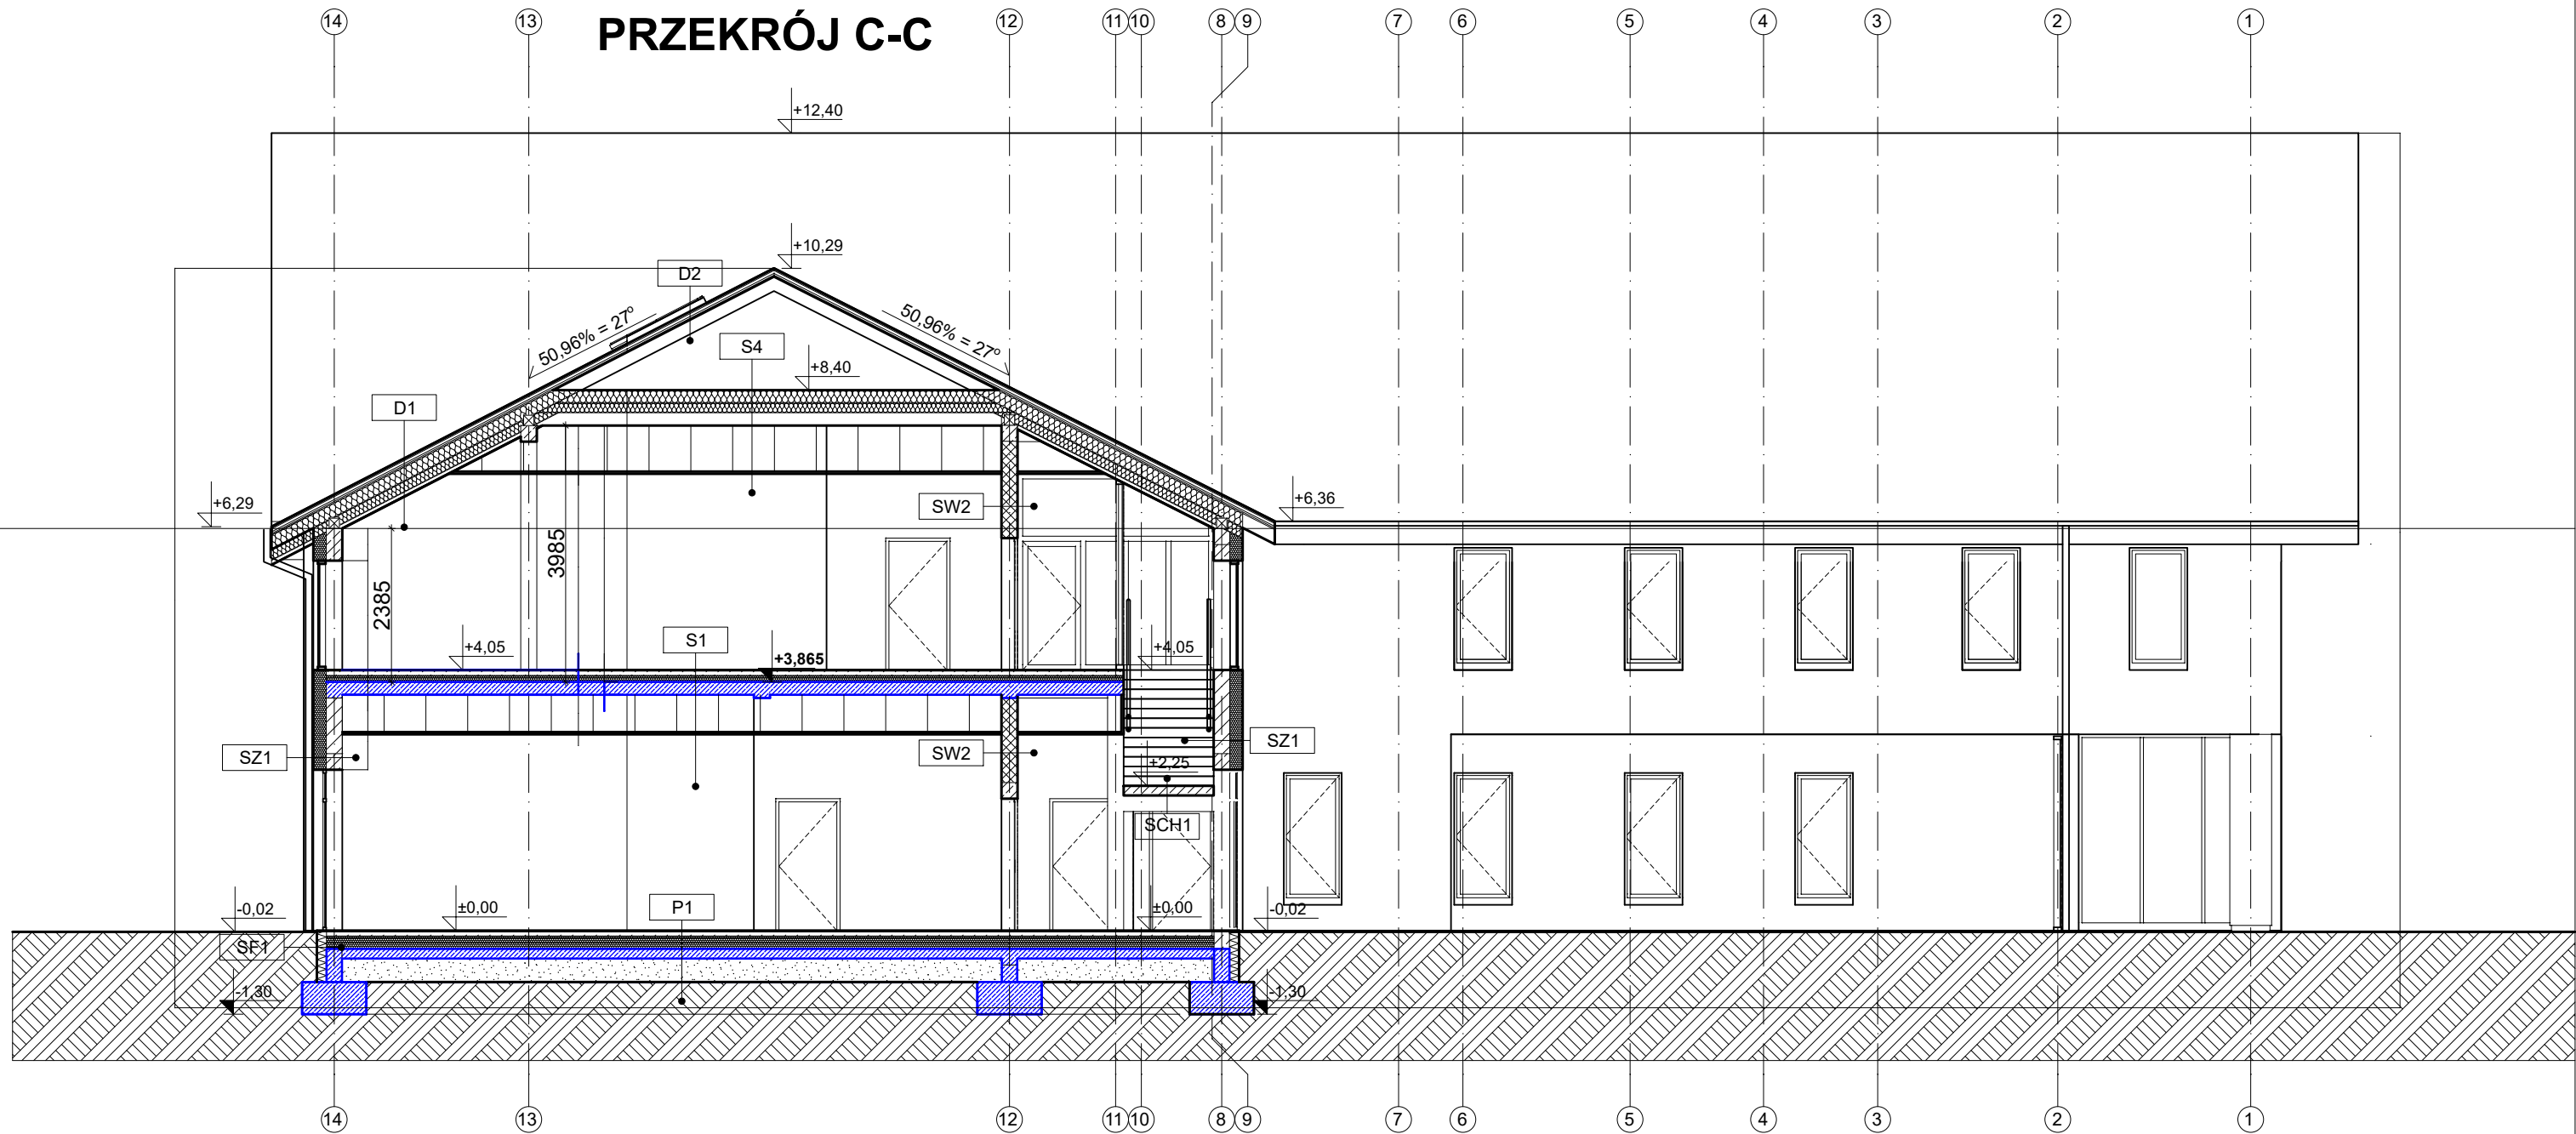 PRZEKRÓJ C-C
14 13 12 11 10 8 9 7 6 5 4 3 2 1
+12,40
+10,29
D2
50,96% = 27º
50,96% = 27º
S4
+8,40
D1
+6,29
SW2
+6,36
3985
2385
S1
+4,05
+3,865
+4,05
SZ1
SW2
SZ1
+2,25
SCH1
P1
-0,02
±0,00
±0,00
-0,02
SF1
-1,30
-1,30
14 13 12 11 10 8 9 7 6 5 4 3 2 1